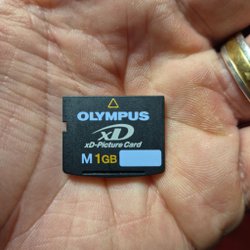 OLYMPUS
xD
xD-Picture Card
M 1GB